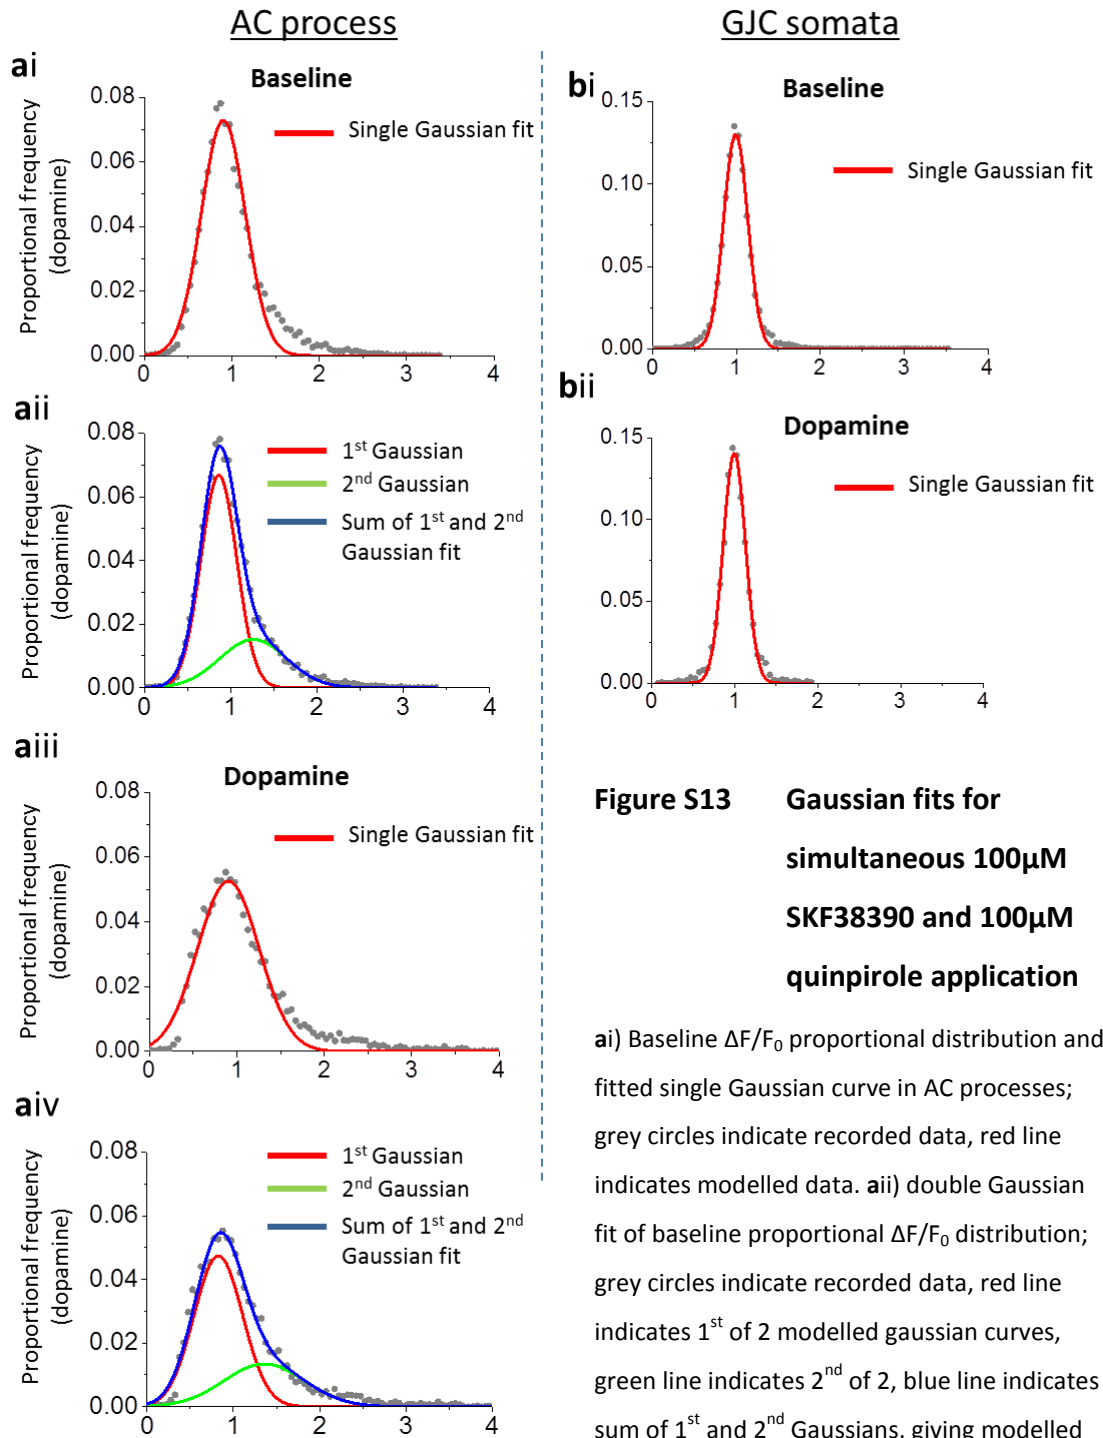 AC process
GJC somata
ai
Baseline
Proportional frequency
(dopamine)
0.08
0.06
0.04
0.02
0.00
0 1 2 3 4
Single Gaussian fit
aii
Proportional frequency
(dopamine)
0.08
0.06
0.04
0.02
0.00
0 1 2 3 4
1st Gaussian
2nd Gaussian
Sum of 1st and 2nd
Gaussian fit
aiii
Dopamine
Proportional frequency
(dopamine)
0.08
0.06
0.04
0.02
0.00
0 1 2 3 4
Single Gaussian fit
aiv
Proportional frequency
(dopamine)
0.08
0.06
0.04
0.02
0.00
0 1 2 3 4
1st Gaussian
2nd Gaussian
Sum of 1st and 2nd
Gaussian fit
bi
Baseline
0.15
0.10
0.05
0.00
0 1 2 3 4
Single Gaussian fit
bii
Dopamine
0.15
0.10
0.05
0.00
0 1 2 3 4
Single Gaussian fit
Figure S13 Gaussian fits for
simultaneous 100μM
SKF38390 and 100μM
quinpirole application
ai) Baseline ΔF/F0 proportional distribution and
fitted single Gaussian curve in AC processes;
grey circles indicate recorded data, red line
indicates modelled data. aii) double Gaussian
fit of baseline proportional ΔF/F0 distribution;
grey circles indicate recorded data, red line
indicates 1st of 2 modelled gaussian curves,
green line indicates 2nd of 2, blue line indicates
sum of 1st and 2nd Gaussians, giving modelled